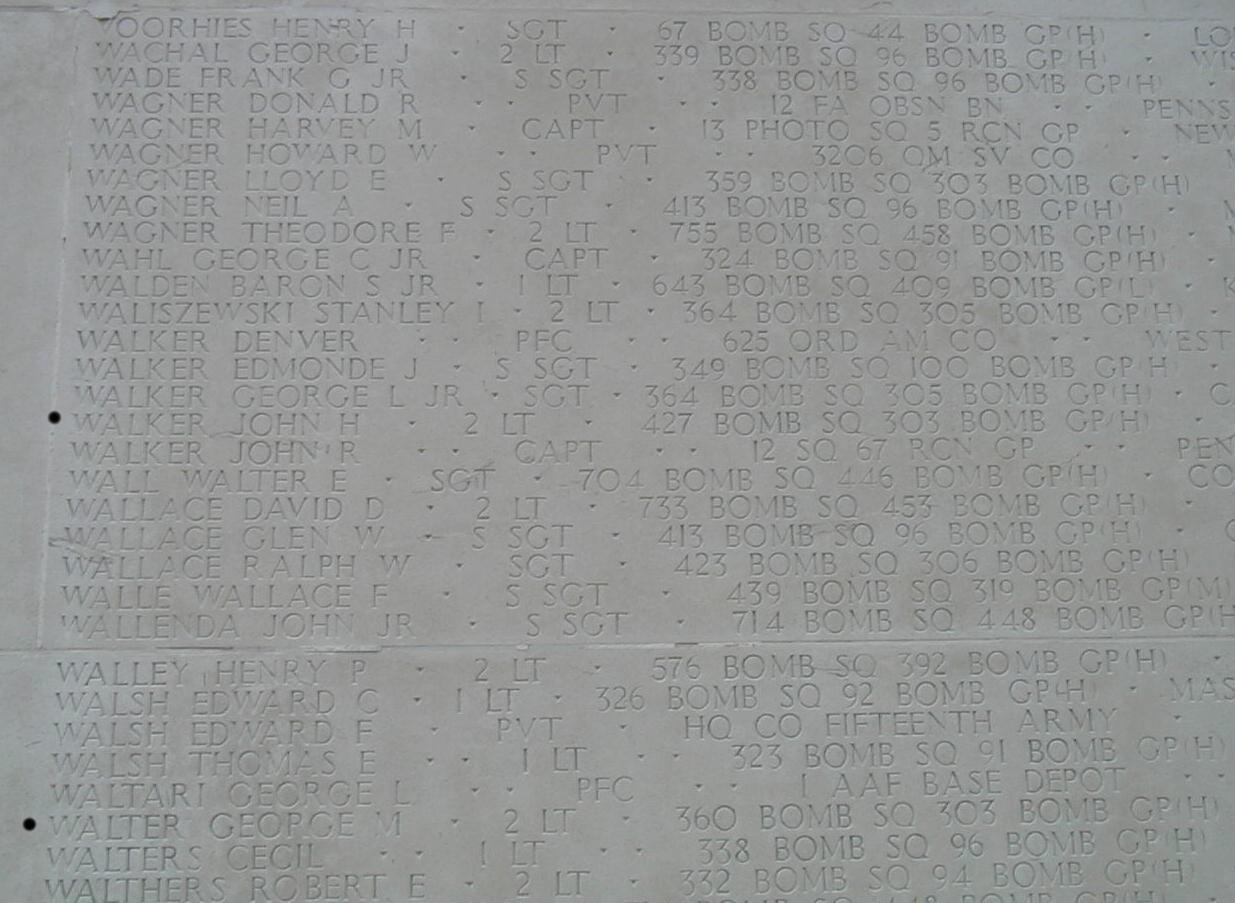 VOORHIES HENRY H · SGT · 67 BOMB SQ 44 BOMB GP(H) · LO
WACHAL GEORGE J · 2 LT · 339 BOMB SQ 96 BOMB GP(H) · WIS
WADE FRANK G JR · S SGT · 338 BOMB SQ 96 BOMB GP(H) ·
WAGNER DONALD R · · PVT · · 12 FA OBSN BN · · PENNS
WAGNER HARVEY M · CAPT · 13 PHOTO SQ 5 RCN GP · NEW
WAGNER HOWARD W · · PVT · · 3206 QM SV CO · ·
WAGNER LLOYD E · S SGT · 359 BOMB SQ 303 BOMB GP(H)
WAGNER NEIL A · S SGT · 413 BOMB SQ 96 BOMB GP(H) ·
WAGNER THEODORE F · 2 LT · 755 BOMB SQ 458 BOMB GP(H) ·
WAHL GEORGE C JR · CAPT · 324 BOMB SQ 91 BOMB GP(H) ·
WALDEN BARON S JR · 1 LT · 643 BOMB SQ 409 BOMB GP(L) · K
WALISZEWSKI STANLEY I · 2 LT · 364 BOMB SQ 305 BOMB GP(H) ·
WALKER DENVER · · PFC · · 625 ORD AM CO · · WEST
WALKER EDMONDE J · S SGT · 349 BOMB SQ 100 BOMB GP(H) ·
WALKER GEORGE L JR · SGT · 364 BOMB SQ 305 BOMB GP(H) · C
WALKER JOHN H · 2 LT · 427 BOMB SQ 303 BOMB GP(H) ·
WALKER JOHN R · · CAPT · · 12 SQ 67 RCN GP · · PEN
WALL WALTER E · SGT · 704 BOMB SQ 446 BOMB GP(H) · CO
WALLACE DAVID D · 2 LT · 733 BOMB SQ 453 BOMB GP(H) ·
WALLACE GLEN W · S SGT · 413 BOMB SQ 96 BOMB GP(H) ·
WALLACE RALPH W · SGT · 423 BOMB SQ 306 BOMB GP(H)
WALLE WALLACE F · S SGT · 439 BOMB SQ 319 BOMB GP(M)
WALLENDA JOHN JR · S SGT · 714 BOMB SQ 448 BOMB GP(H
WALLEY HENRY P · 2 LT · 576 BOMB SQ 392 BOMB GP(H) ·
WALSH EDWARD C · 1 LT · 326 BOMB SQ 92 BOMB GP(H) · MAS
WALSH EDWARD F · PVT · HQ CO FIFTEENTH ARMY ·
WALSH THOMAS E · 1 LT · 323 BOMB SQ 91 BOMB GP(H)
WALTARI GEORGE L · · PFC · · 1 AAF BASE DEPOT · ·
WALTER GEORGE M · 2 LT · 360 BOMB SQ 303 BOMB GP(H)
WALTERS CECIL · · 1 LT · · 338 BOMB SQ 96 BOMB GP(H)
WALTHERS ROBERT E · 2 LT · 332 BOMB SQ 94 BOMB GP(H)